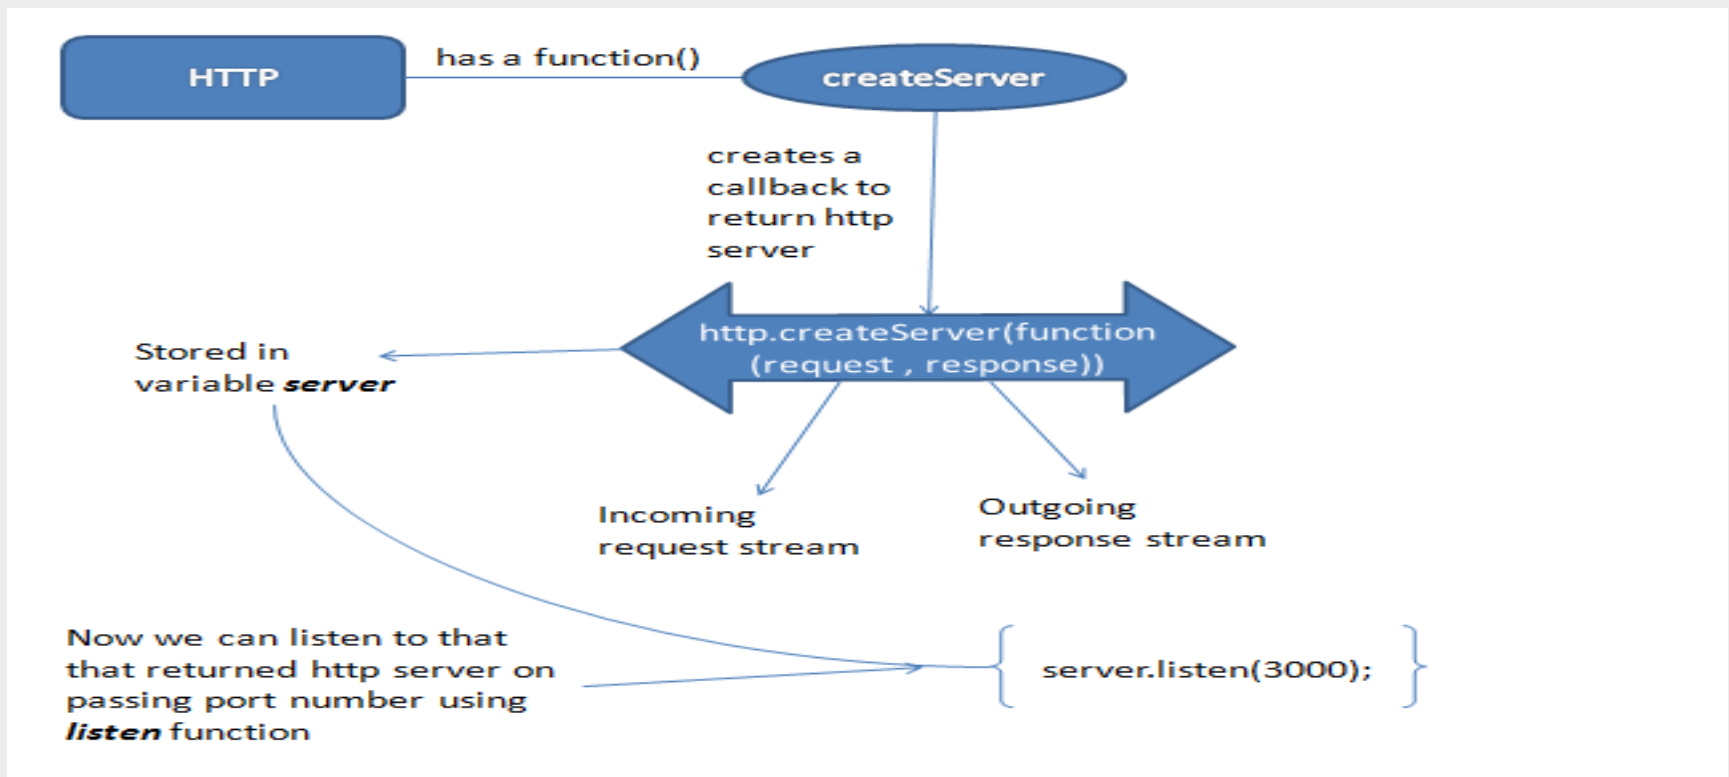 HTTP
has a function()
createServer
creates a
callback to
return http
server
http.createServer(function
(request , response))
Stored in
variable server
Incoming
request stream
Outgoing
response stream
Now we can listen to that
that returned http server on
passing port number using
listen function
server.listen(3000);